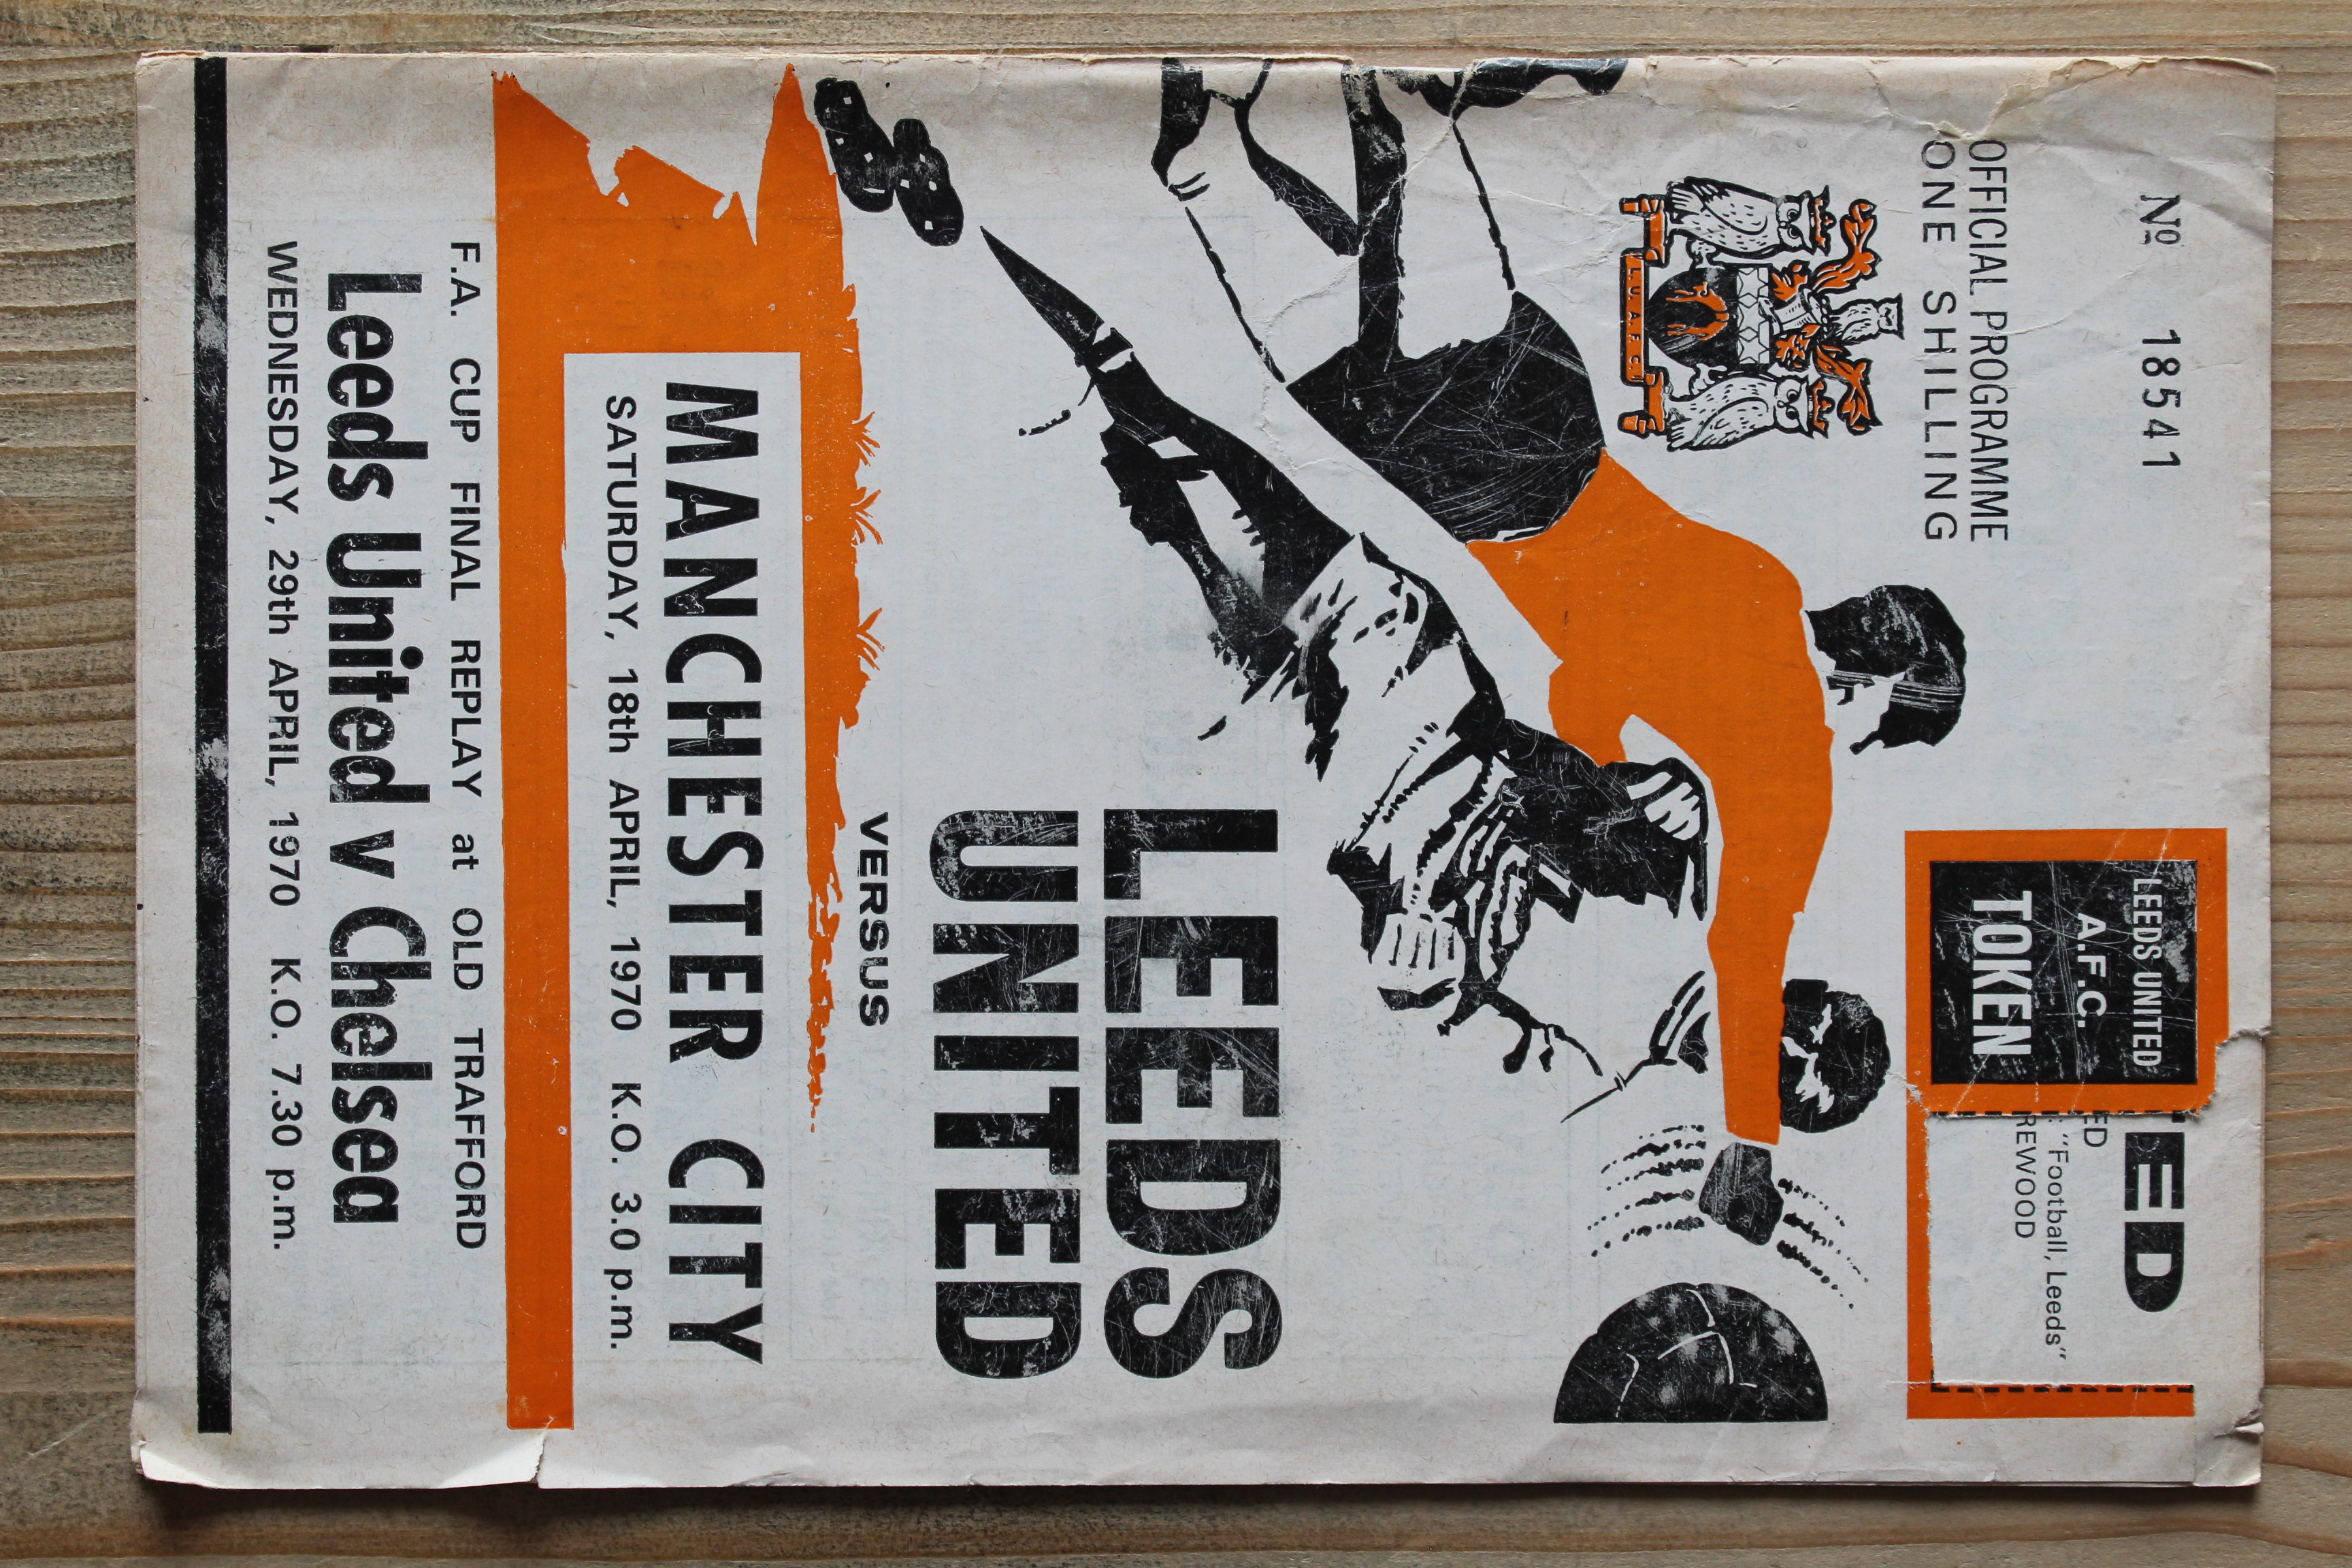 No 18541
OFFICIAL PROGRAMME
ONE SHILLING
L.U.A.F.C.
LEEDS UNITED
A.F.C.
TOKEN
TED
ED
: "Football, Leeds"
REWOOD
LEEDS
UNITED
VERSUS
MANCHESTER CITY
SATURDAY, 18th APRIL, 1970 K.O. 3.0 p.m.
F.A. CUP FINAL REPLAY at OLD TRAFFORD
Leeds United v Chelsea
WEDNESDAY, 29th APRIL, 1970 K.O. 7.30 p.m.